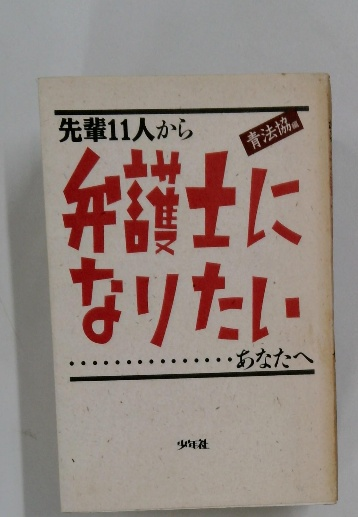 先輩11人から
青法協編
弁護士に
なりたい
……………あなたへ
少年社